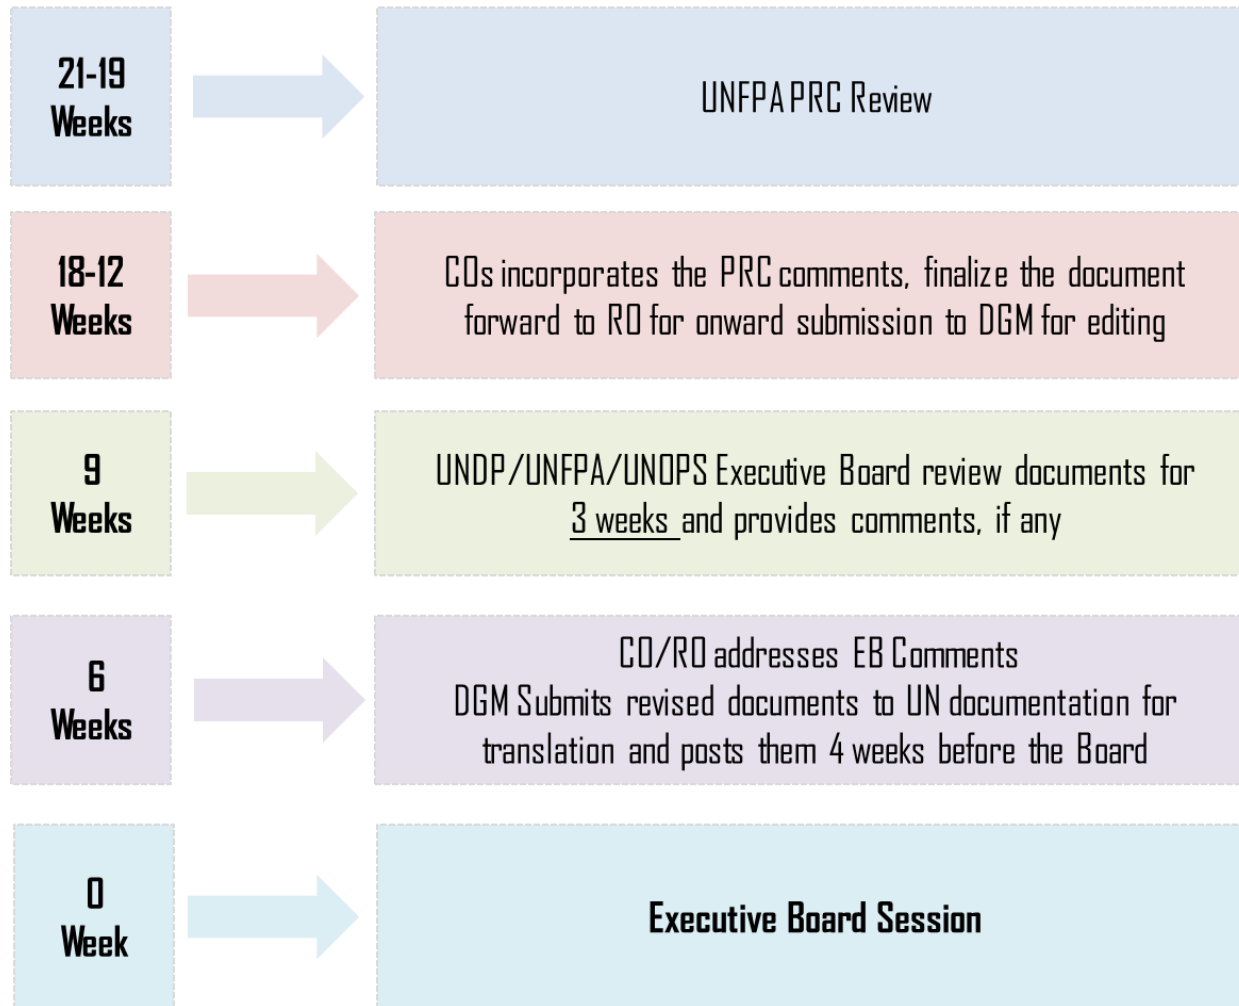 21-19
Weeks
UNFPA PRC Review
18-12
Weeks
COs incorporates the PRC comments, finalize the document
forward to RO for onward submission to DGM for editing
9
Weeks
UNDP/UNFPA/UNOPS Executive Board review documents for
3 weeks and provides comments, if any
6
Weeks
CO/RO addresses EB Comments
DGM Submits revised documents to UN documentation for
translation and posts them 4 weeks before the Board
0
Week
Executive Board Session